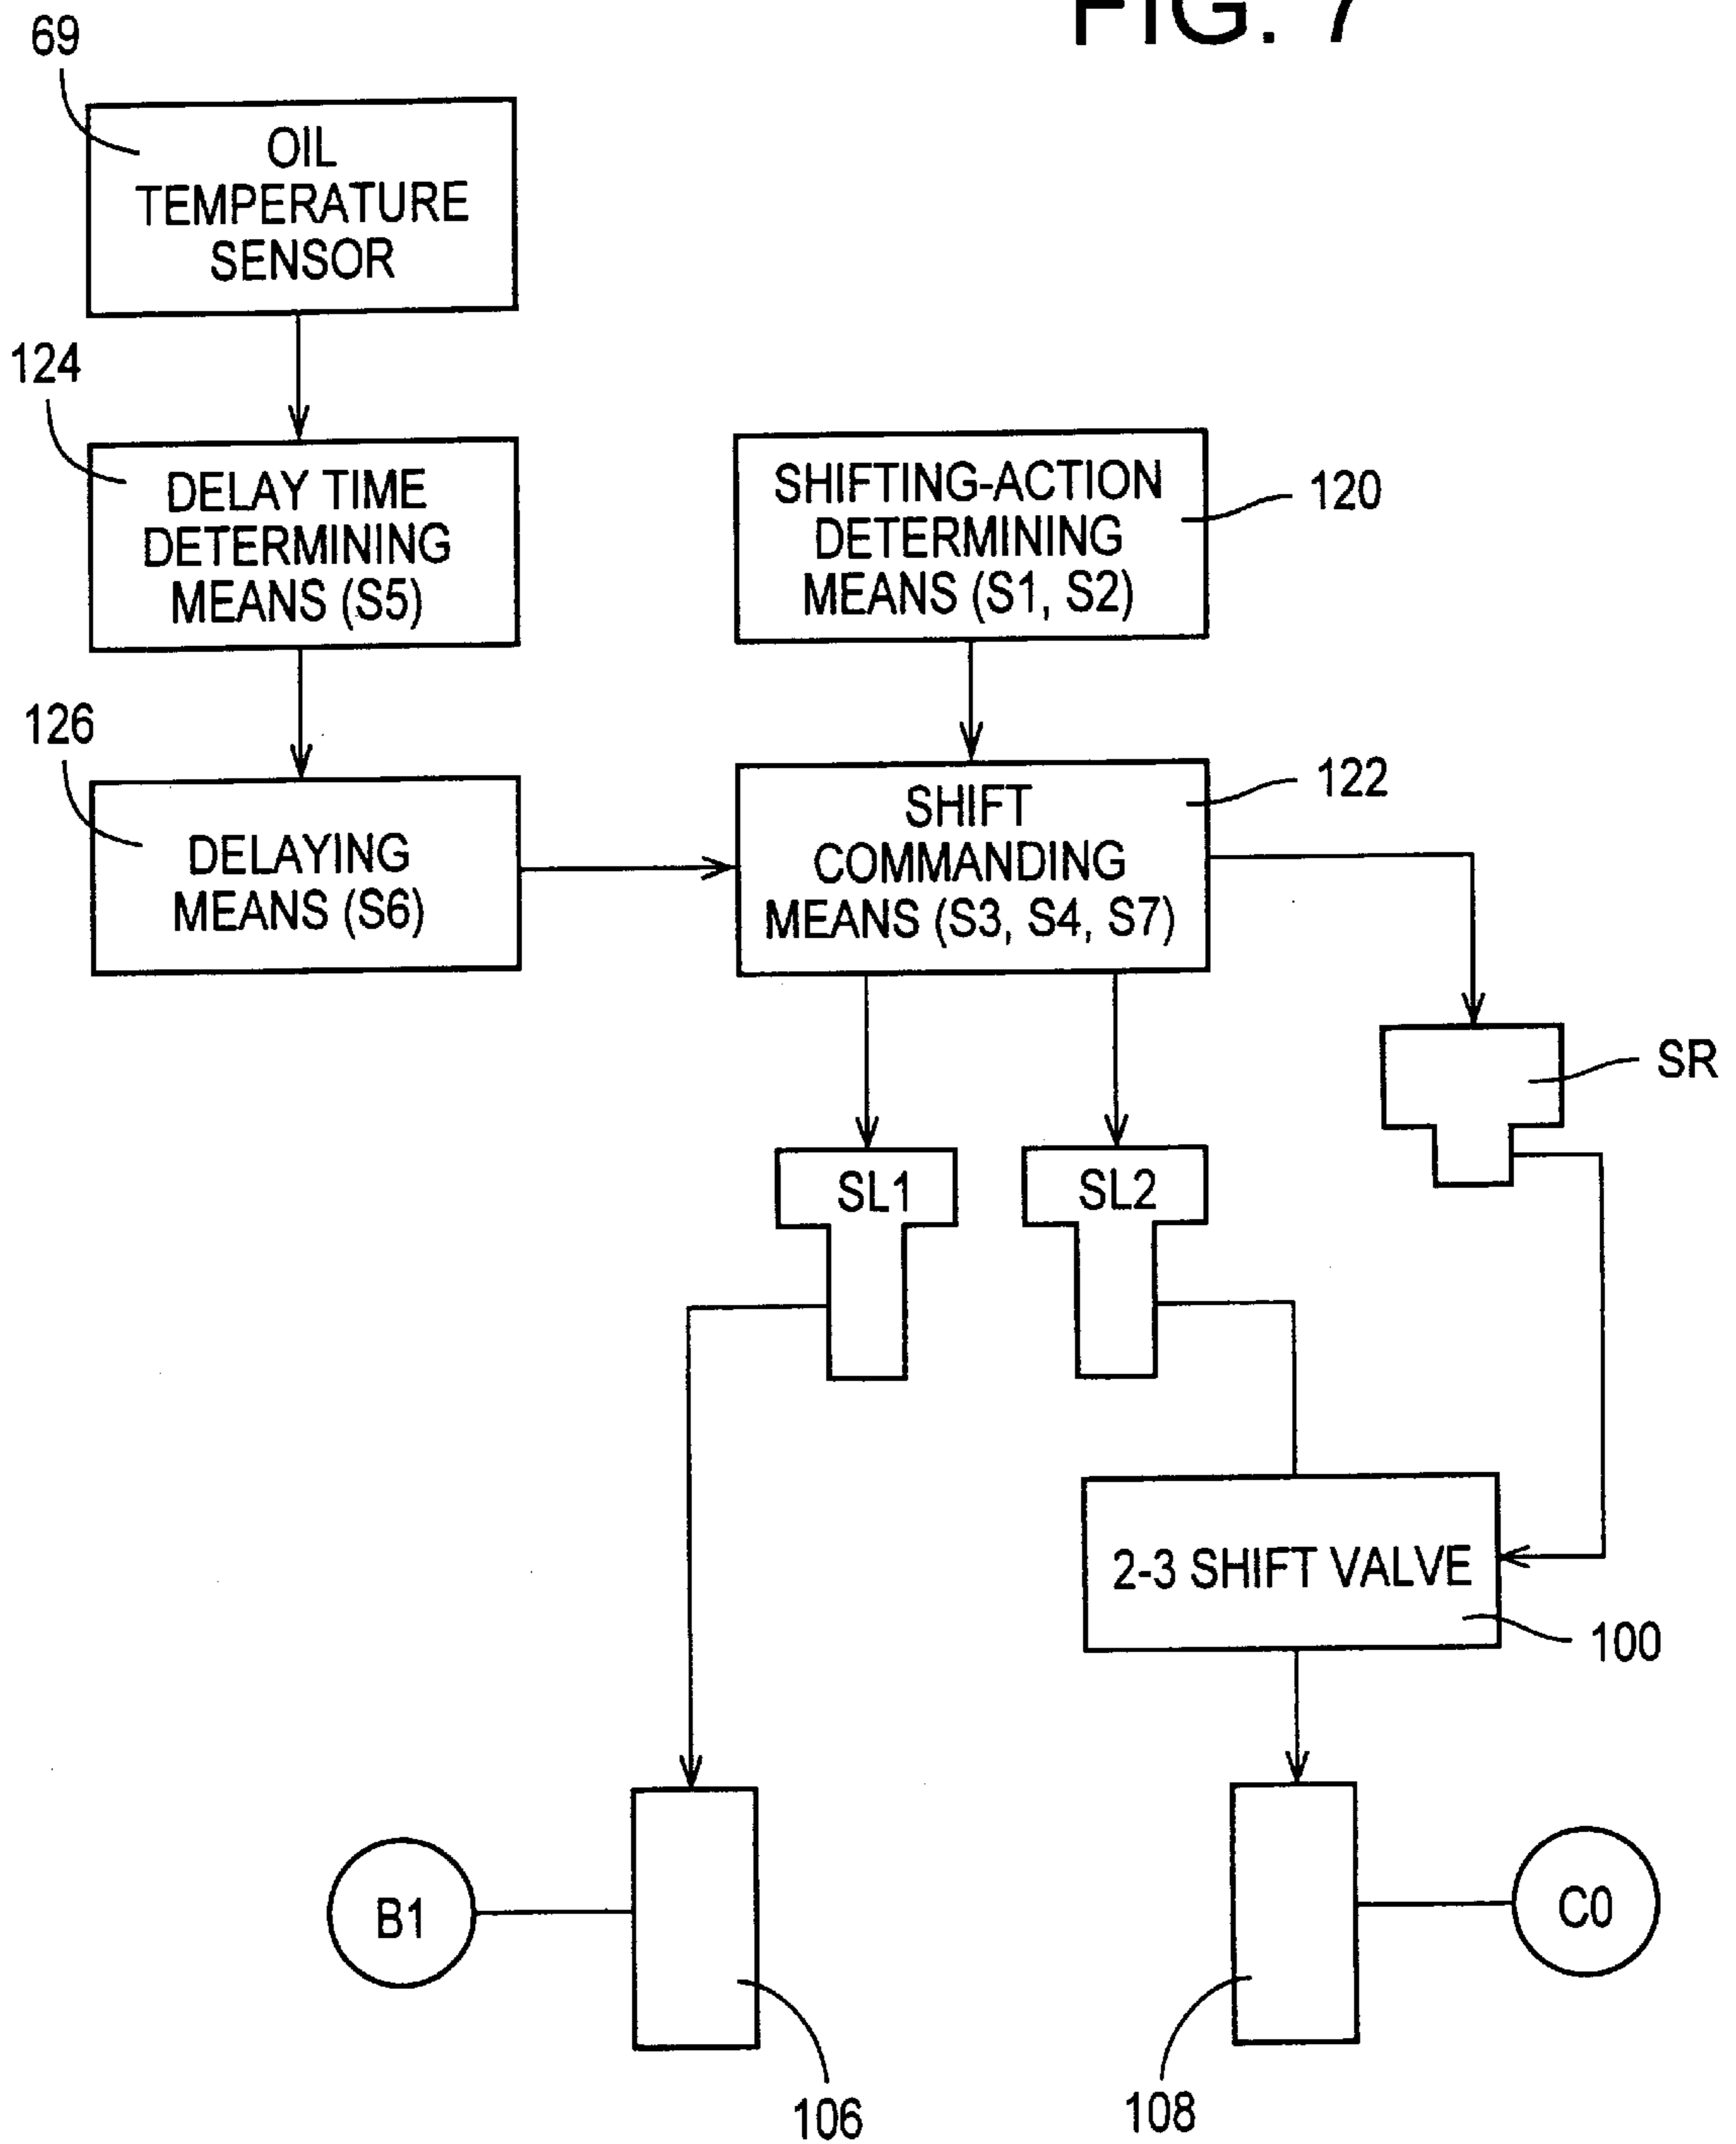 FIG. 7
69
OIL
TEMPERATURE
SENSOR
124
DELAY TIME
DETERMINING
MEANS (S5)
SHIFTING-ACTION
DETERMINING
MEANS (S1, S2)
120
126
DELAYING
MEANS (S6)
SHIFT
COMMANDING
MEANS (S3, S4, S7)
122
SR
SL1
SL2
2-3 SHIFT VALVE
100
B1
C0
106
108